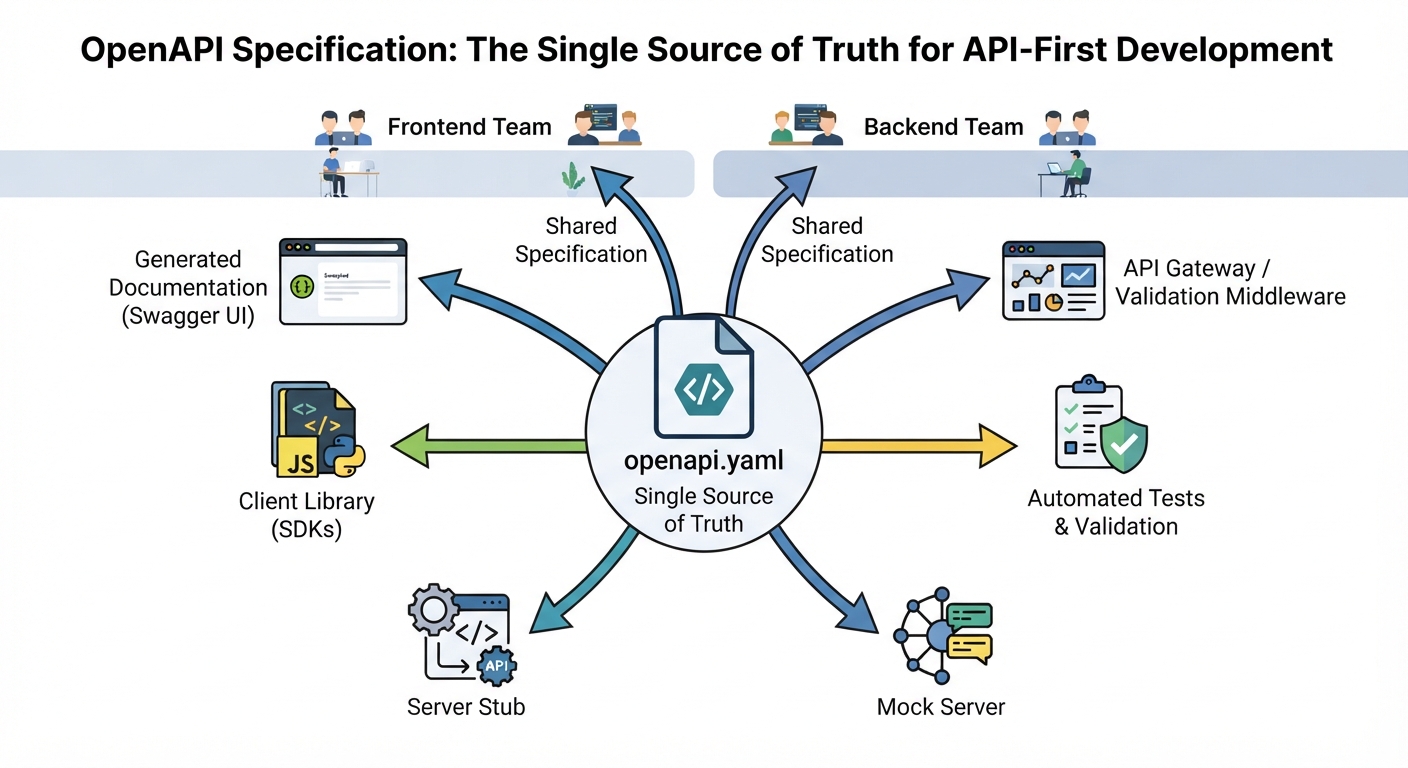 OpenAPI Specification: The Single Source of Truth for API-First Development
Frontend Team
Backend Team
Shared
Specification
Shared
Specification
Generated
Documentation
(Swagger UI)
{}
API Gateway /
Validation Middleware
</>
openapi.yaml
Single Source
of Truth
<>
</>
JS
Client Library
(SDKs)
Automated Tests
& Validation
</>
API
Server Stub
Mock Server